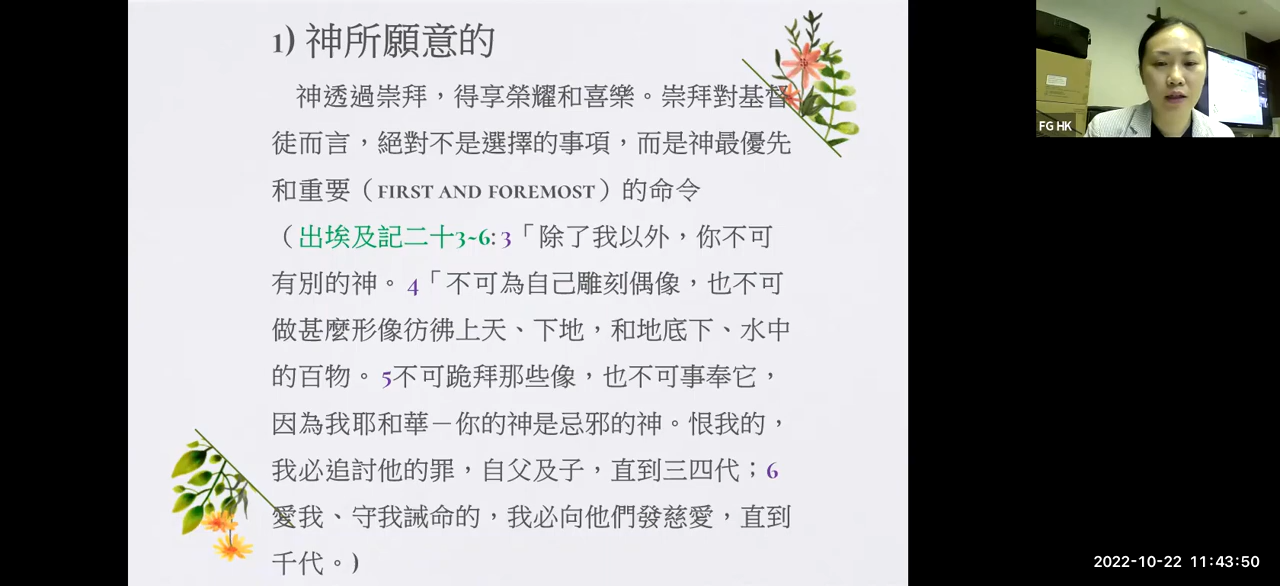 1) 神所願意的
神透過崇拜，得享榮耀和喜樂。崇拜對基督
徒而言，絕對不是選擇的事項，而是神最優先
和重要（FIRST AND FOREMOST）的命令
（出埃及記二十3~6: 3「除了我以外，你不可
有別的神。 4「不可為自己雕刻偶像，也不可
做甚麼形像彷彿上天、下地，和地底下、水中
的百物。 5不可跪拜那些像，也不可事奉它，
因為我耶和華－你的神是忌邪的神。恨我的，
我必追討他的罪，自父及子，直到三四代；6
愛我、守我誡命的，我必向他們發慈愛，直到
千代。)
FG HK
2022-10-22 11:43:50